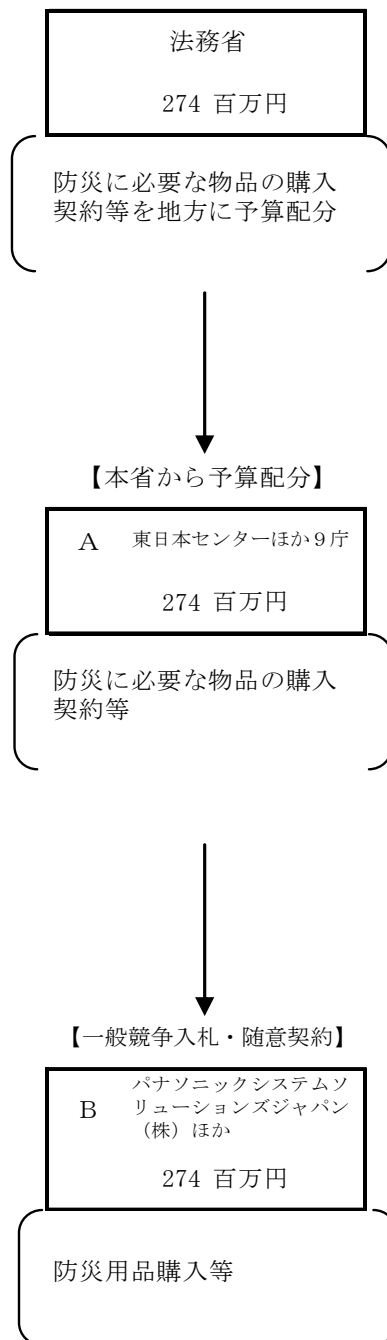 法務省
274 百万円
防災に必要な物品の購入
契約等を地方に予算配分
【本省から予算配分】
A 東日本センターほか９庁
274 百万円
防災に必要な物品の購入
契約等
【一般競争入札・随意契約】
B パナソニックシステムソ
リューションズジャパン
（株）ほか
274 百万円
防災用品購入等